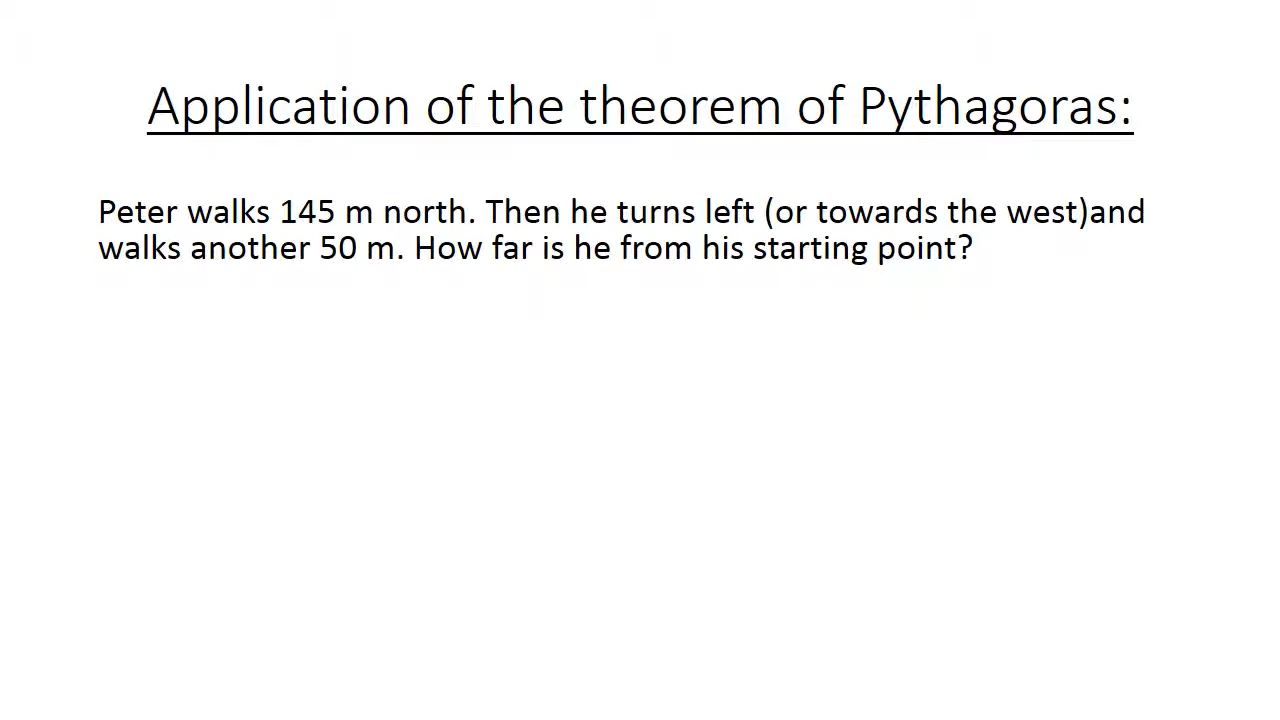 Application of the theorem of Pythagoras:
Peter walks 145 m north. Then he turns left (or towards the west)and
walks another 50 m. How far is he from his starting point?